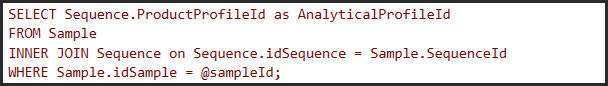 SELECT Sequence.ProductProfileId as AnalyticalProfileId
FROM Sample
INNER JOIN Sequence on Sequence.idSequence = Sample.SequenceId
WHERE Sample.idSample = @sampleId;